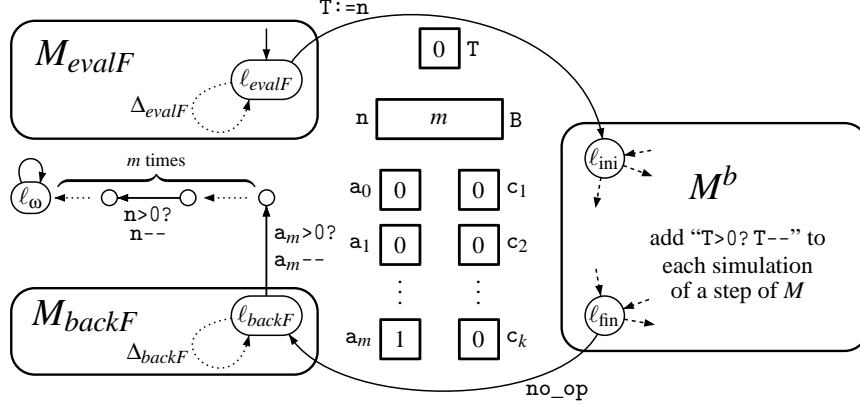 T:=n
M_evalF
ℓ_evalF
Δ_evalF
0 T
n m B
m times
ℓ_ω
n>0?
n--
a_m>0?
a_m--
a_0 0 0 c_1
a_1 0 0 c_2
⋮ ⋮
a_m 1 0 c_k
M_backF
ℓ_backF
Δ_backF
ℓ_ini
M^b
add “T>0? T--” to
each simulation
of a step of M
ℓ_fin
no_op